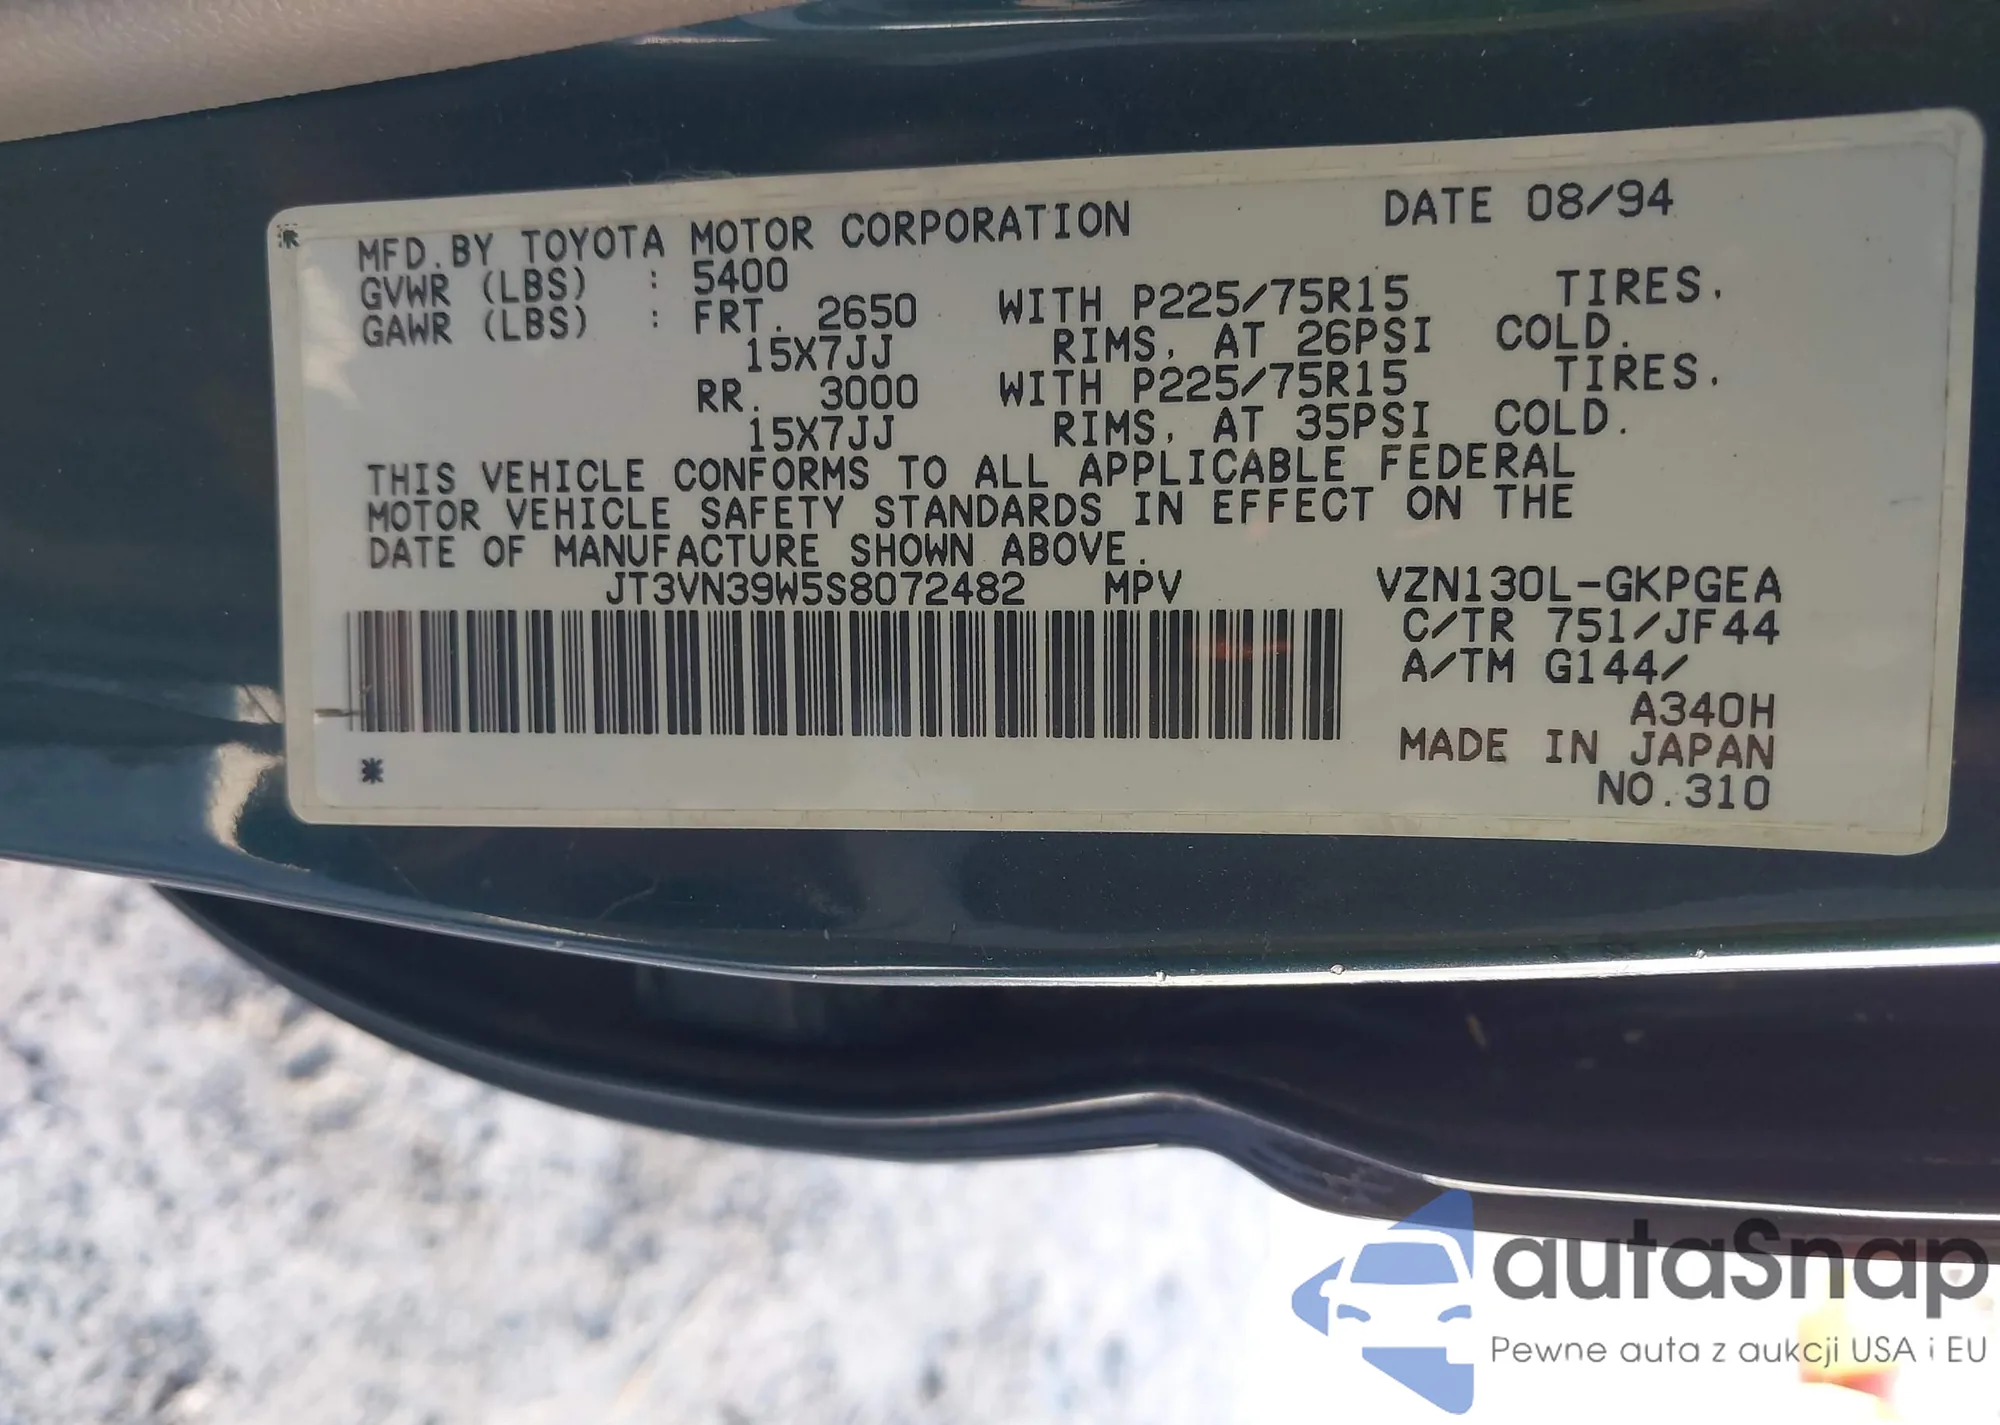 MFD.BY TOYOTA MOTOR CORPORATION DATE 08/94
GVWR (LBS) : 5400
GAWR (LBS) : FRT. 2650 WITH P225/75R15 TIRES.
15X7JJ RIMS, AT 26PSI COLD.
RR. 3000 WITH P225/75R15 TIRES.
15X7JJ RIMS, AT 35PSI COLD.
THIS VEHICLE CONFORMS TO ALL APPLICABLE FEDERAL
MOTOR VEHICLE SAFETY STANDARDS IN EFFECT ON THE
DATE OF MANUFACTURE SHOWN ABOVE.
JT3VN39W5S8072482 MPV VZN130L-GKPGEA
C/TR 751/JF44
A/TM G144/
A340H
MADE IN JAPAN
NO.310
*
autoSnap
Pewne auta z aukcji USA i EU